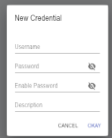 New Credential
Username
Password
Enable Password
Description
CANCEL OKAY